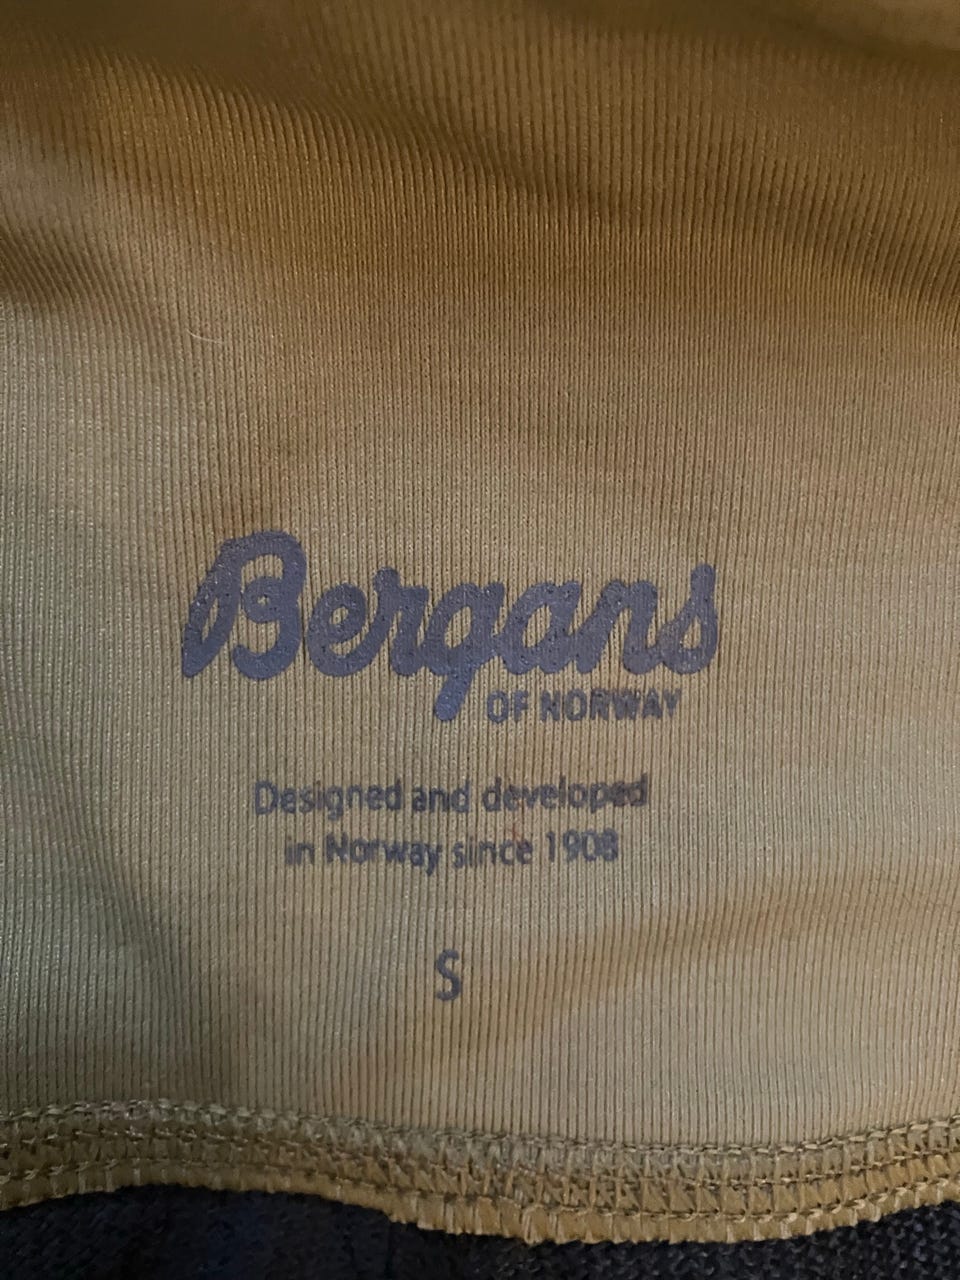 Bergans
OF NORWAY
Designed and developed
in Norway since 1908
S